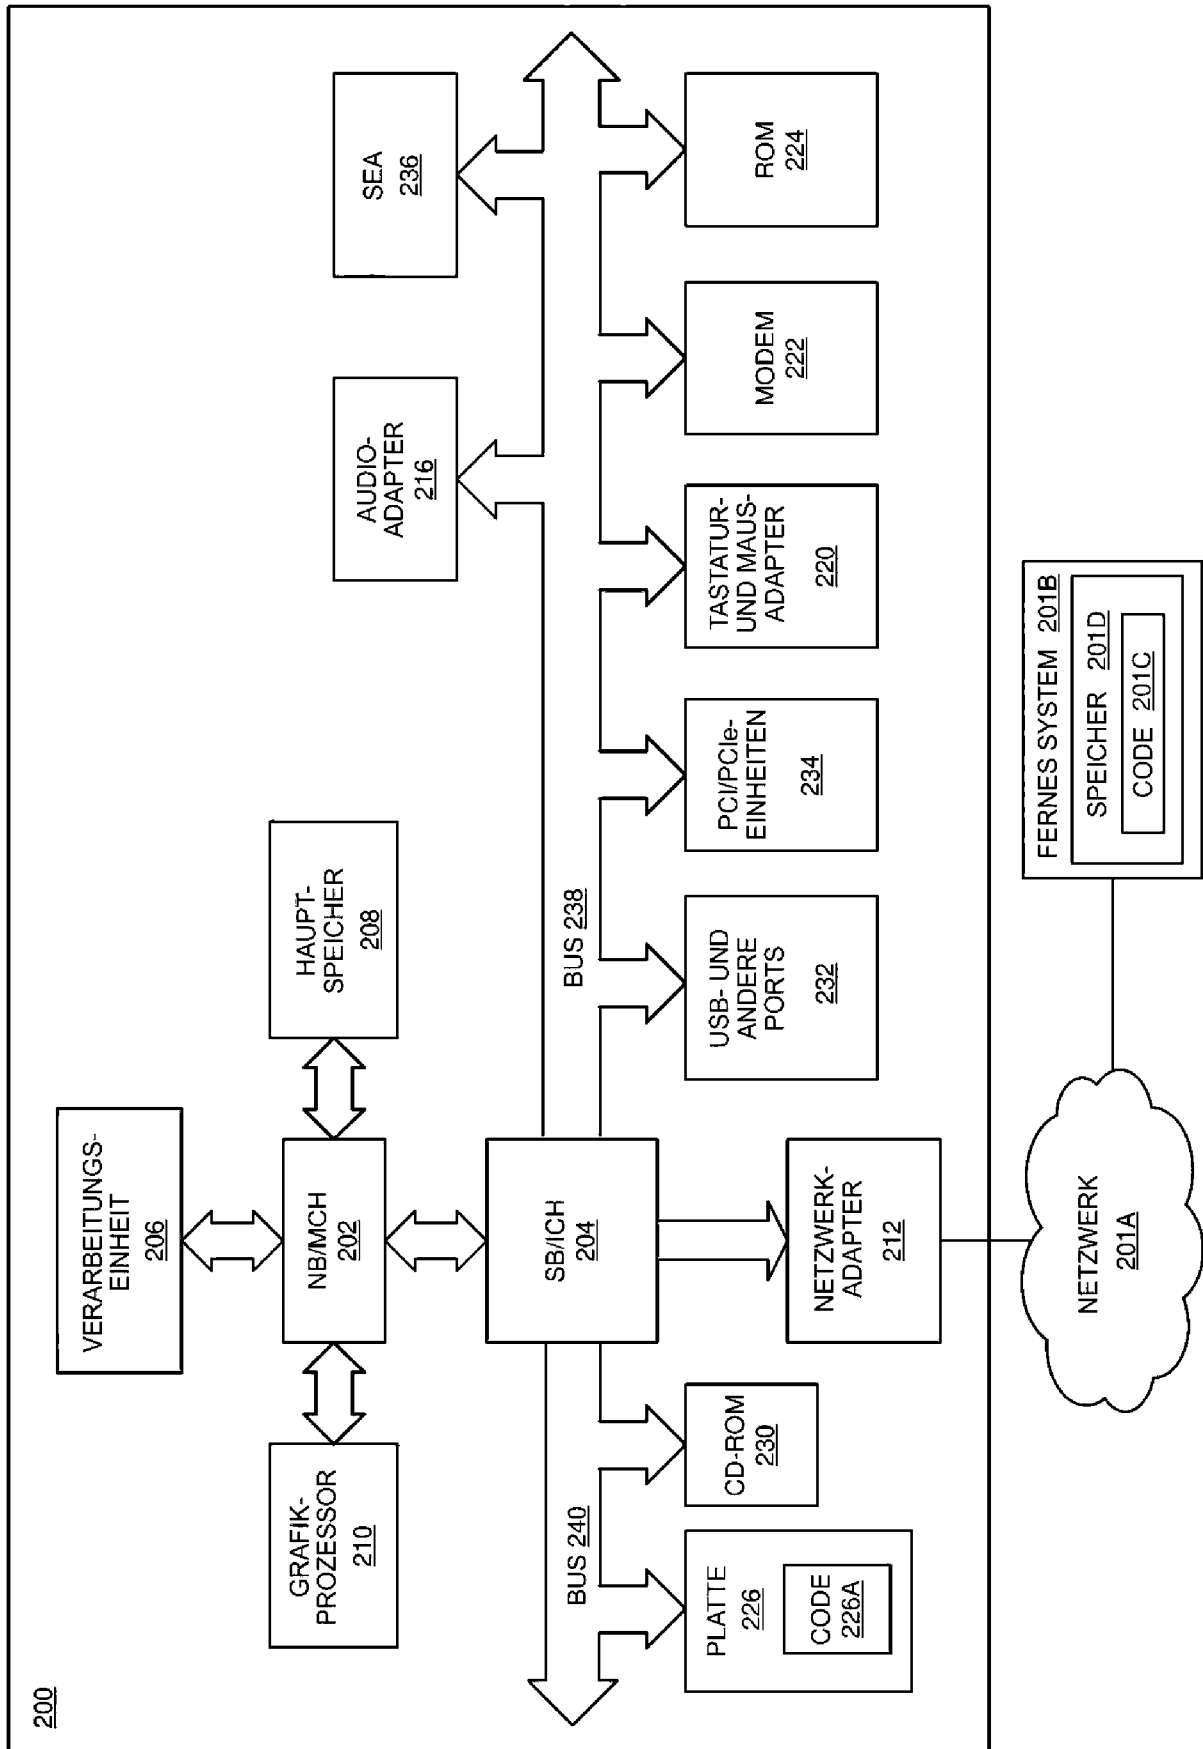 200
VERARBEITUNGS-
EINHEIT
206
GRAFIK-
PROZESSOR
210
NB/MCH
202
HAUPT-
SPEICHER
208
AUDIO-
ADAPTER
216
SEA
236
SB/ICH
204
BUS 240
BUS 238
PLATTE
226
CODE
226A
CD-ROM
230
NETZWERK-
ADAPTER
212
USB- UND
ANDERE
PORTS
232
PCI/PCIe-
EINHEITEN
234
TASTATUR-
UND MAUS-
ADAPTER
220
MODEM
222
ROM
224
NETZWERK
201A
FERNES SYSTEM 201B
SPEICHER 201D
CODE 201C